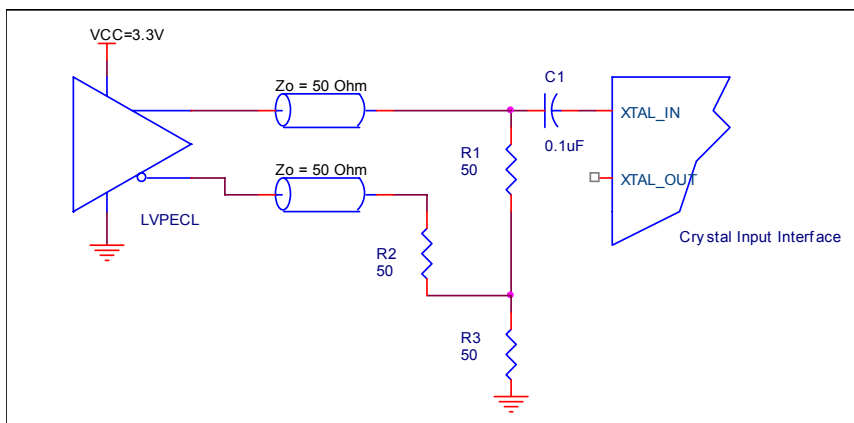 VCC=3.3V
Zo = 50 Ohm
C1
XTAL_IN
0.1uF
R1
50
Zo = 50 Ohm
XTAL_OUT
LVPECL
Crystal Input Interface
R2
50
R3
50